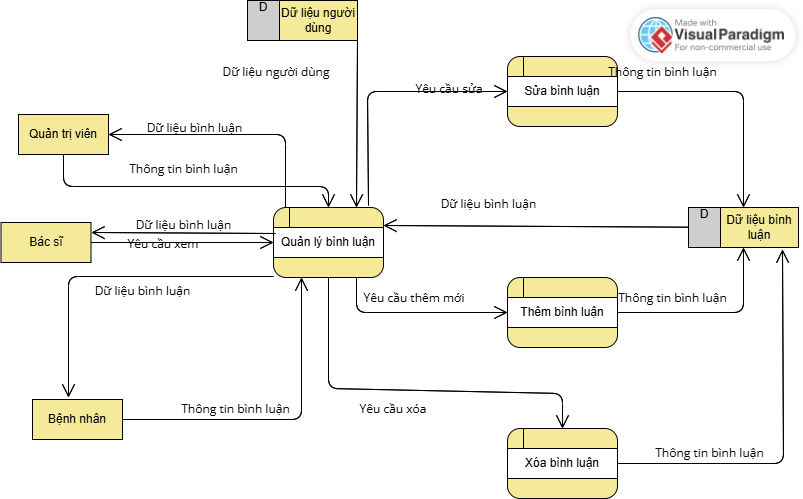 D
Dữ liệu người
dùng
Made with
Visual Paradigm
For non-commercial use
Dữ liệu người dùng
Thông tin bình luận
Yêu cầu sửa
Sửa bình luận
Quản trị viên
Dữ liệu bình luận
Thông tin bình luận
Dữ liệu bình luận
D
Dữ liệu bình
luận
Dữ liệu bình luận
Bác sĩ
Yêu cầu xem
Quản lý bình luận
Dữ liệu bình luận
Yêu cầu thêm mới
Thông tin bình luận
Thêm bình luận
Bệnh nhân
Thông tin bình luận
Yêu cầu xóa
Xóa bình luận
Thông tin bình luận